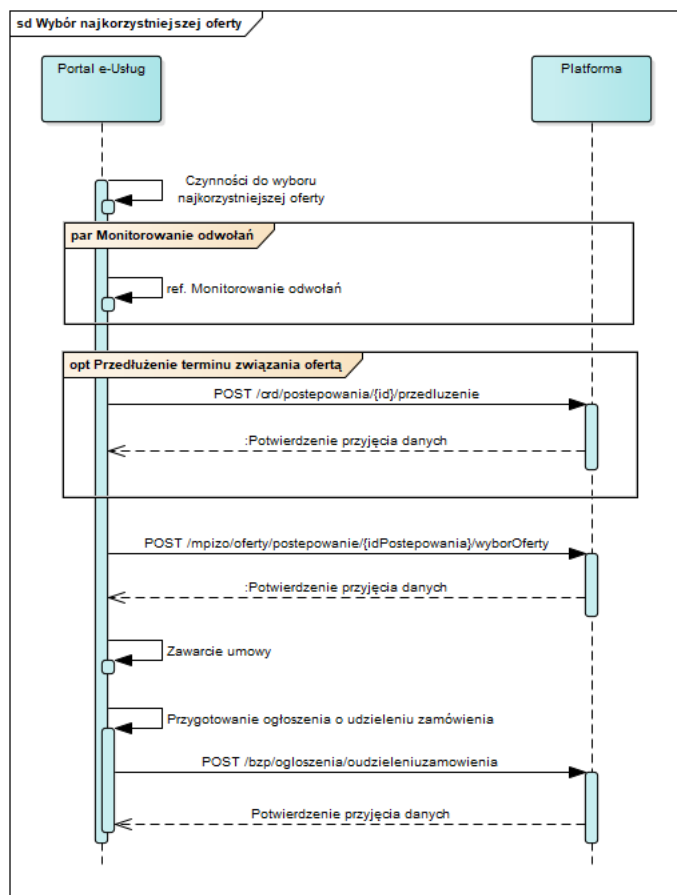 sd Wybór najkorzystniejszej oferty
Portal e-Usług
Platforma
Czynności do wyboru
najkorzystniejszej oferty
par Monitorowanie odwołań
ref. Monitorowanie odwołań
opt Przedłużenie terminu związania ofertą
POST /ord/postepowania/{id}/przedluzenie
:Potwierdzenie przyjęcia danych
POST /mpizo/oferty/postepowanie/{idPostepowania}/wyborOferty
:Potwierdzenie przyjęcia danych
Zawarcie umowy
Przygotowanie ogłoszenia o udzieleniu zamówienia
POST /bzp/ogloszenia/oudzieleniuzamowienia
Potwierdzenie przyjęcia danych